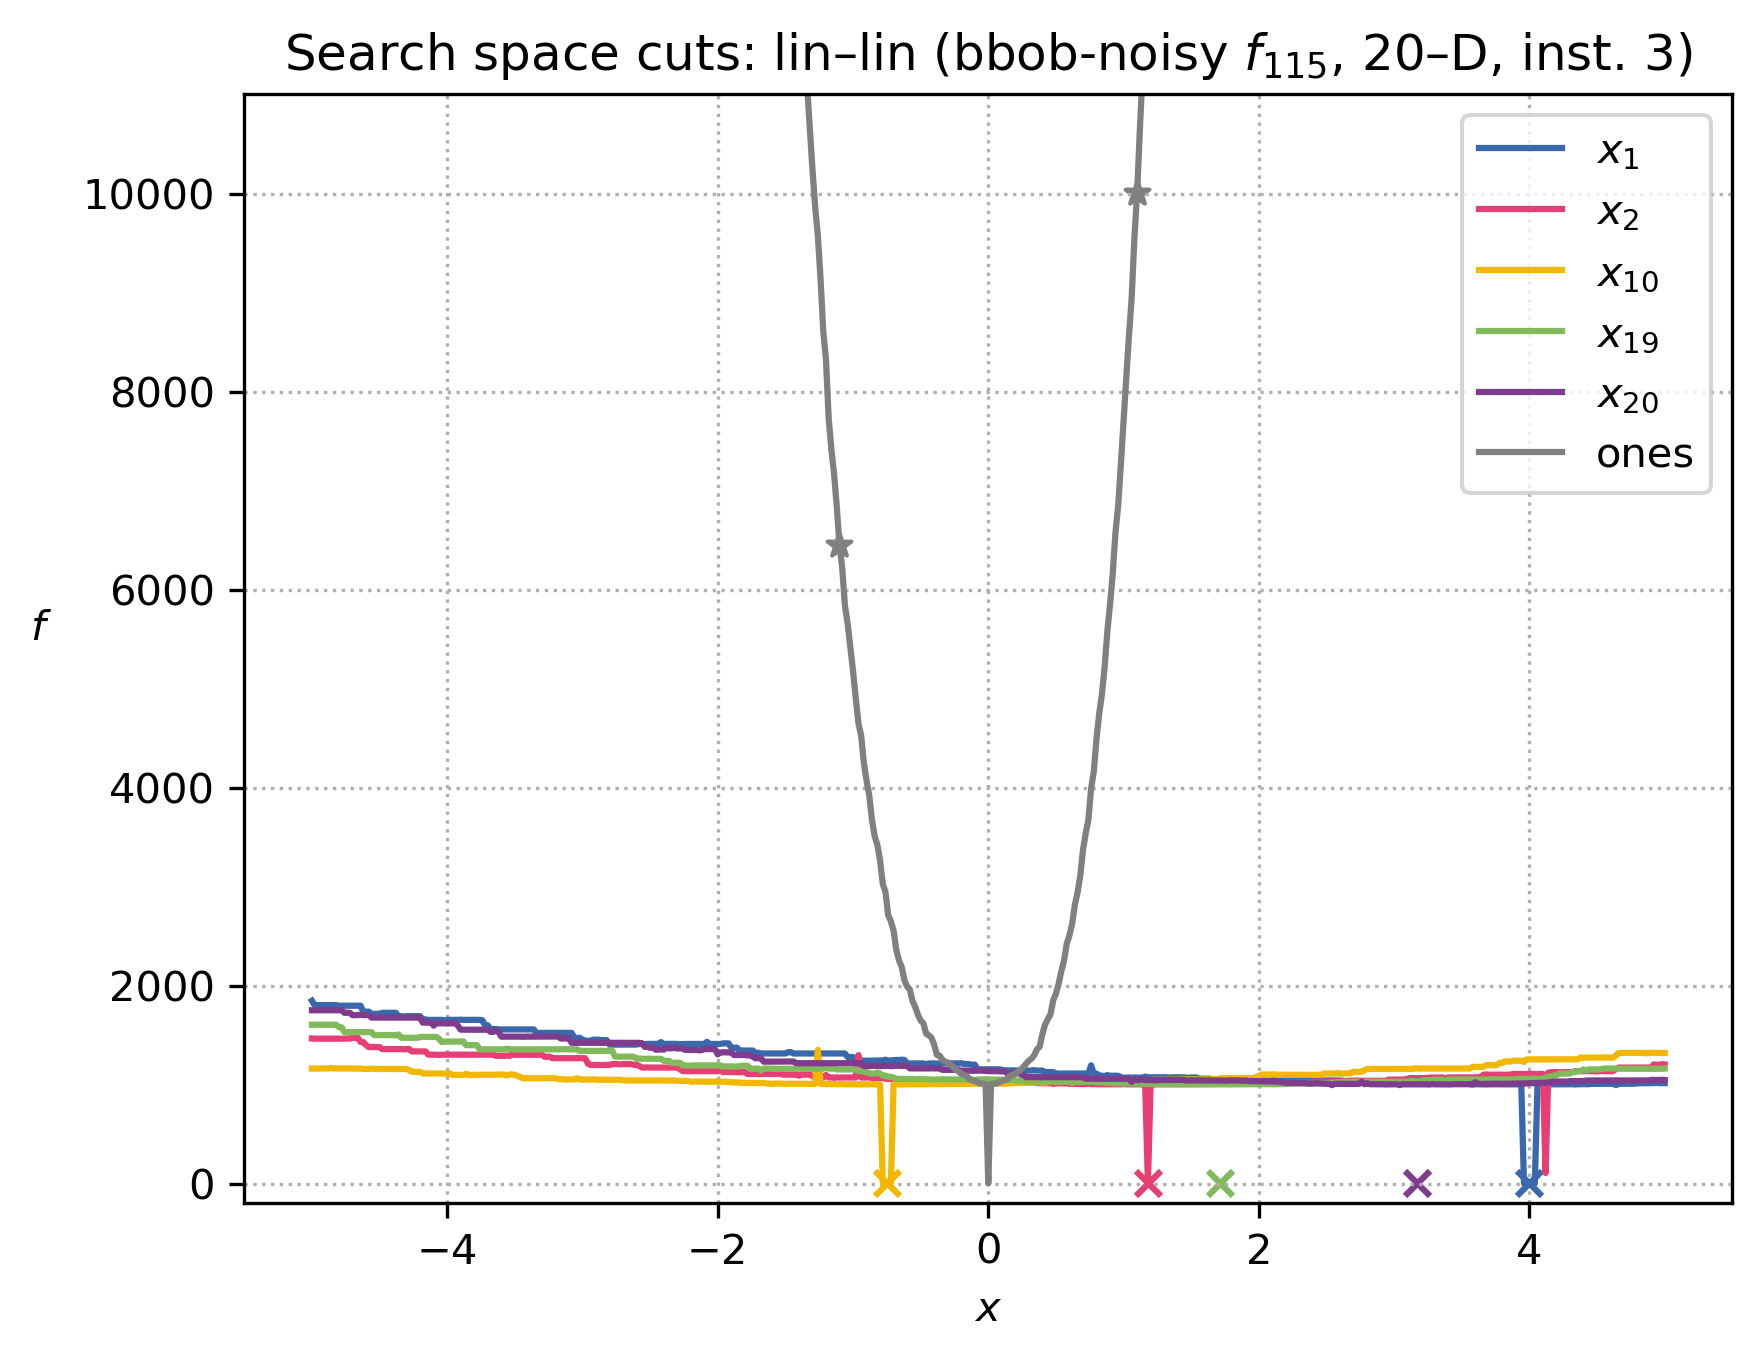 Search space cuts: lin–lin (bbob-noisy f₁₁₅, 20–D, inst. 3)
x₁
x₂
x₁₀
x₁₉
x₂₀
ones
10000
8000
6000
4000
2000
0
f
−4
−2
0
2
4
x